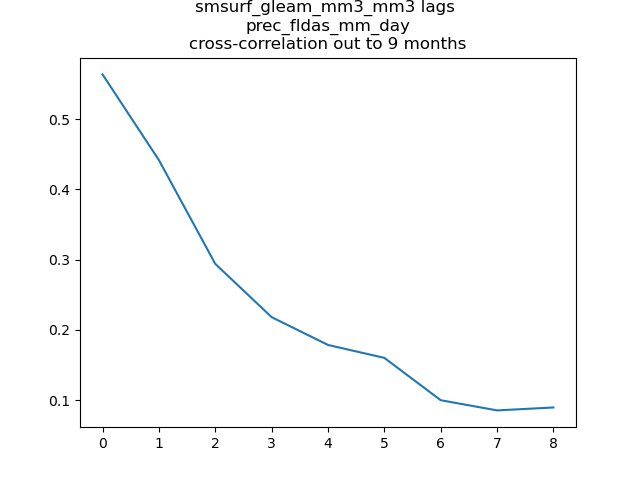 smsurf_gleam_mm3_mm3 lags
prec_fldas_mm_day
cross-correlation out to 9 months
0.5
0.4
0.3
0.2
0.1
0 1 2 3 4 5 6 7 8